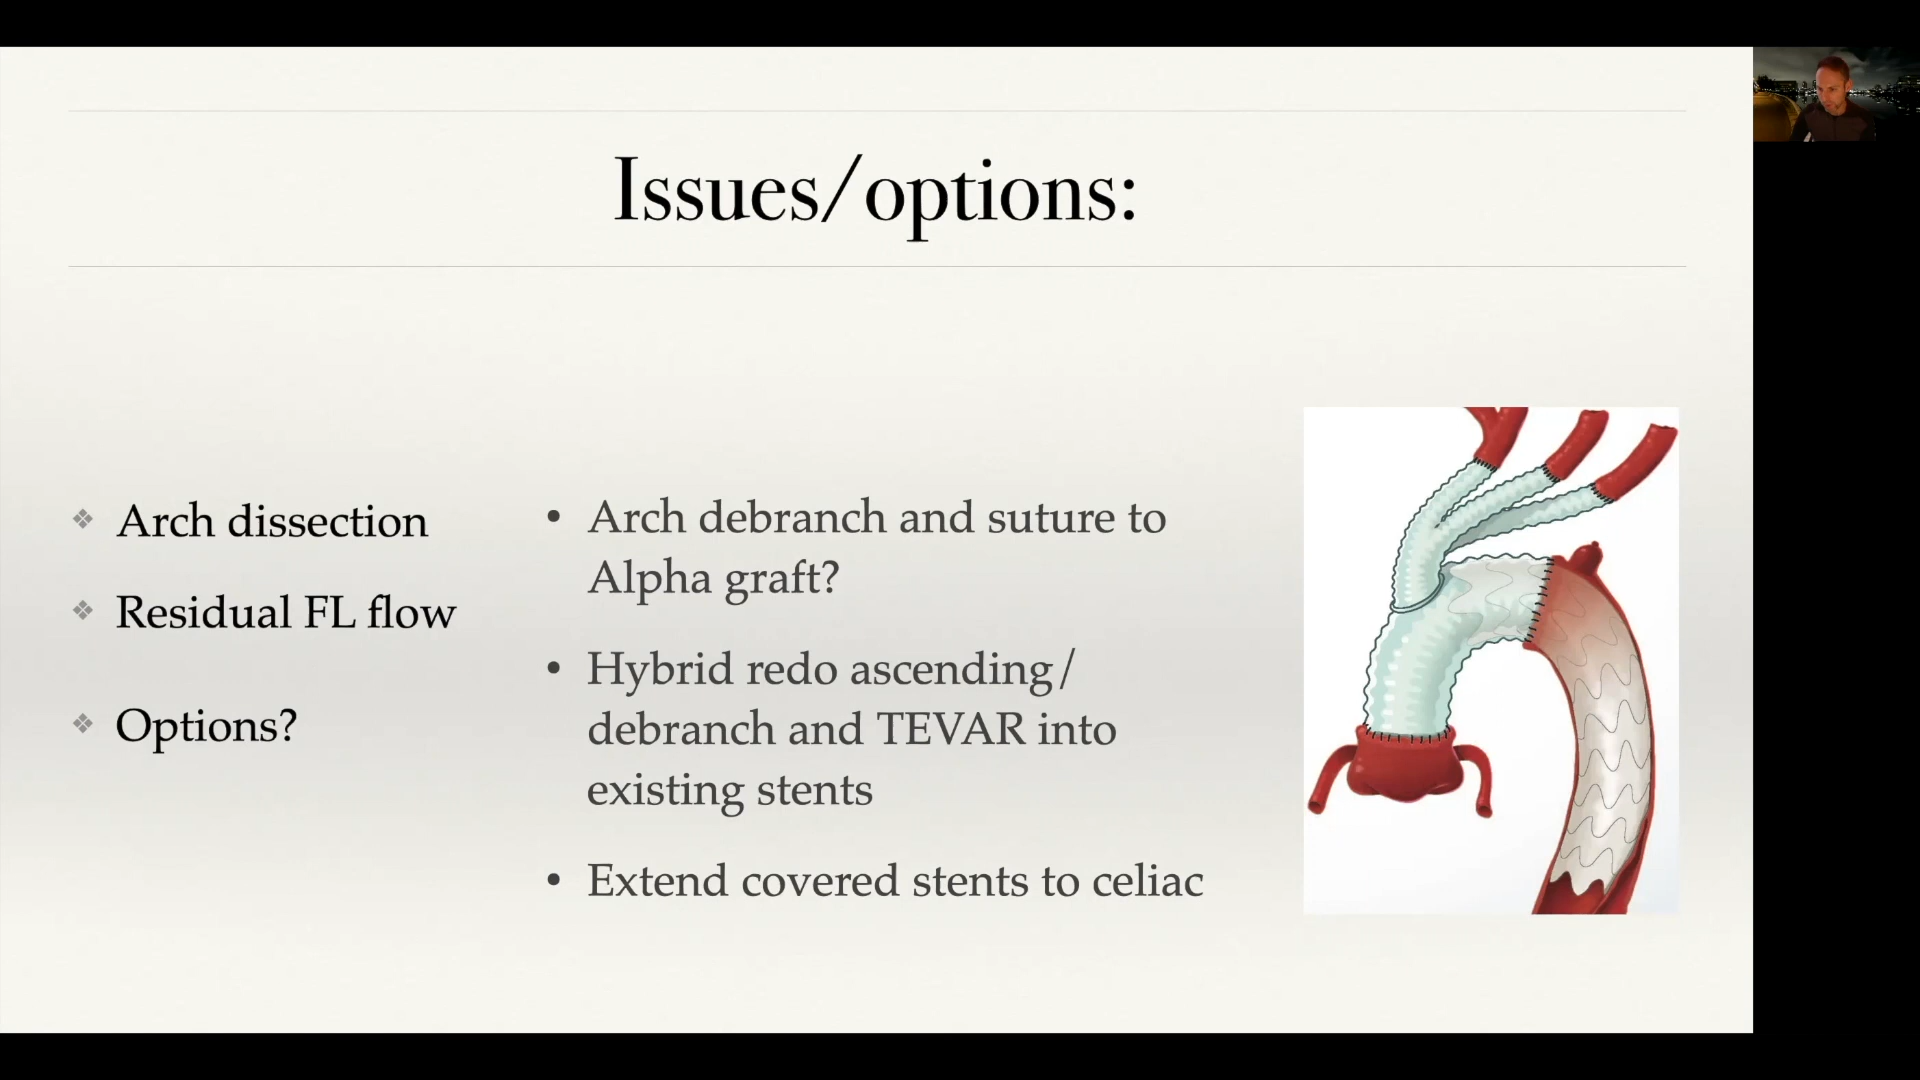 Issues/options:
Arch dissection
Residual FL flow
Options?
Arch debranch and suture to
Alpha graft?
Hybrid redo ascending/
debranch and TEVAR into
existing stents
Extend covered stents to celiac